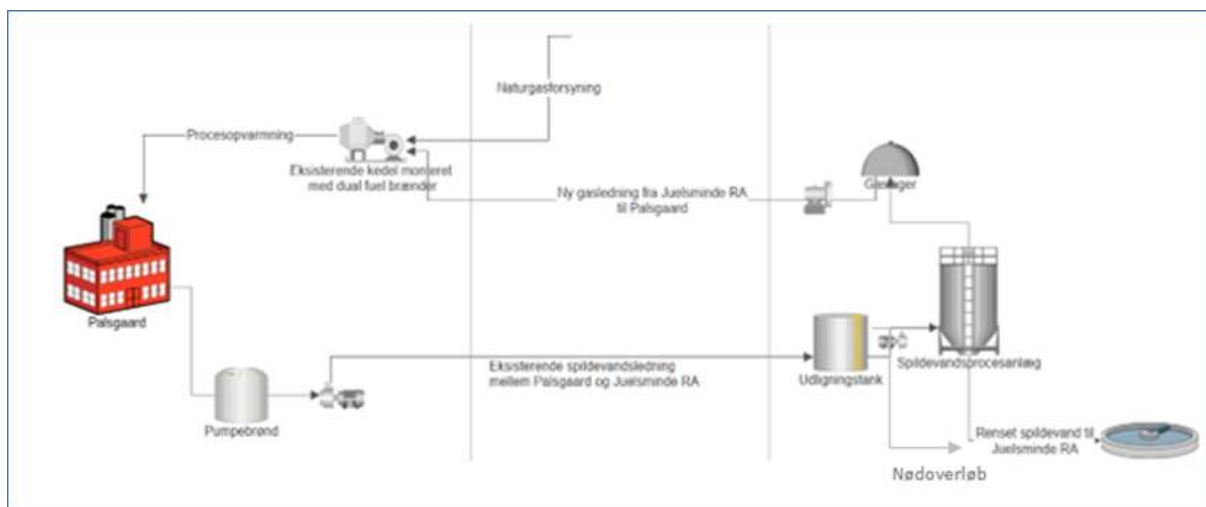 Naturgasforsyning
Procesopvarmning
Eksisterende kedel monteret
med dual fuel brænder
Gaslager
Ny gasledning fra Juelsminde RA
til Palsgaard
Palsgaard
Eksisterende spildevandsledning
mellem Palsgaard og Juelsminde RA
Udligningstank
Spildevandsprocesanlæg
Pumpebrønd
Renset spildevand til
Juelsminde RA
Nødoverløb